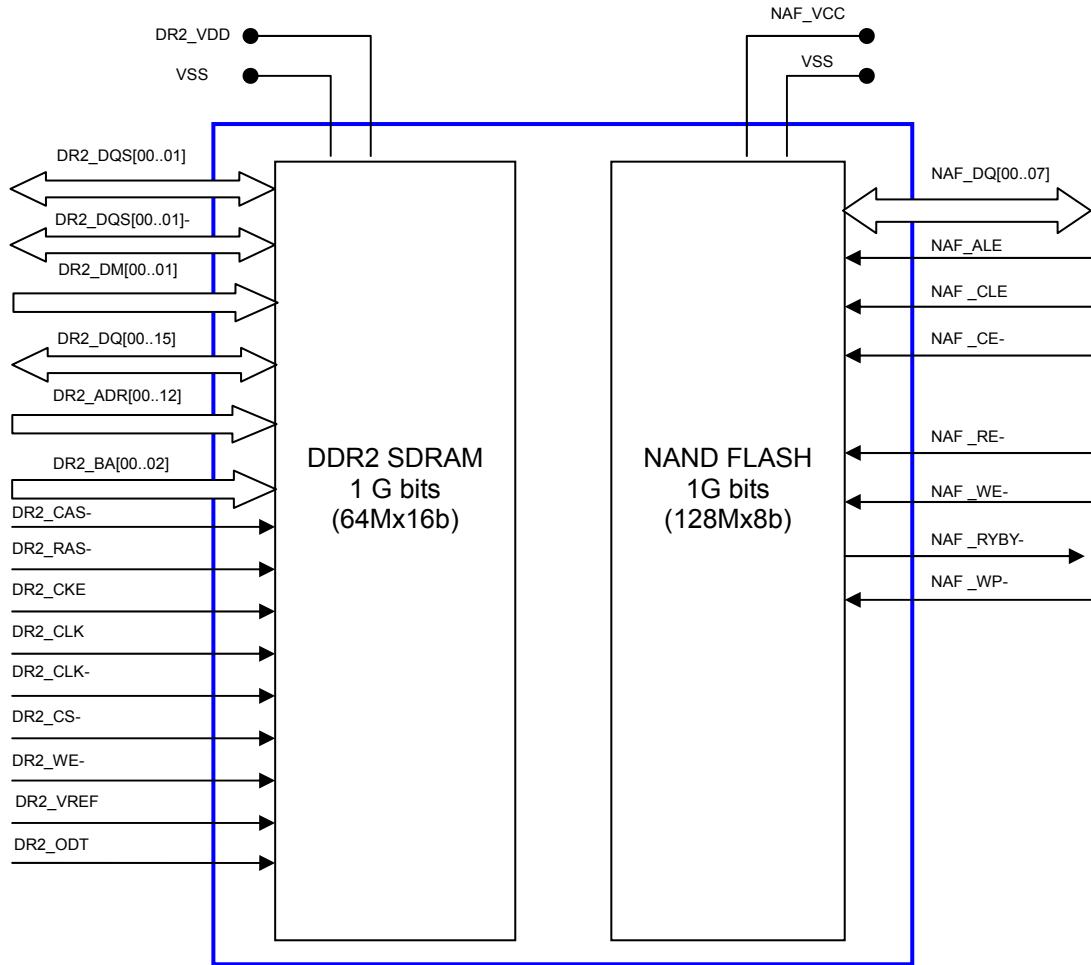 NAF_VCC
DR2_VDD
VSS
VSS
DR2_DQS[00..01]
DR2_DQS[00..01]-
DR2_DM[00..01]
DR2_DQ[00..15]
DR2_ADR[00..12]
DR2_BA[00..02]
DR2_CAS-
DR2_RAS-
DR2_CKE
DR2_CLK
DR2_CLK-
DR2_CS-
DR2_WE-
DR2_VREF
DR2_ODT
DDR2 SDRAM
1 G bits
(64Mx16b)
NAND FLASH
1G bits
(128Mx8b)
NAF_DQ[00..07]
NAF_ALE
NAF _CLE
NAF _CE-
NAF _RE-
NAF _WE-
NAF _RYBY-
NAF _WP-